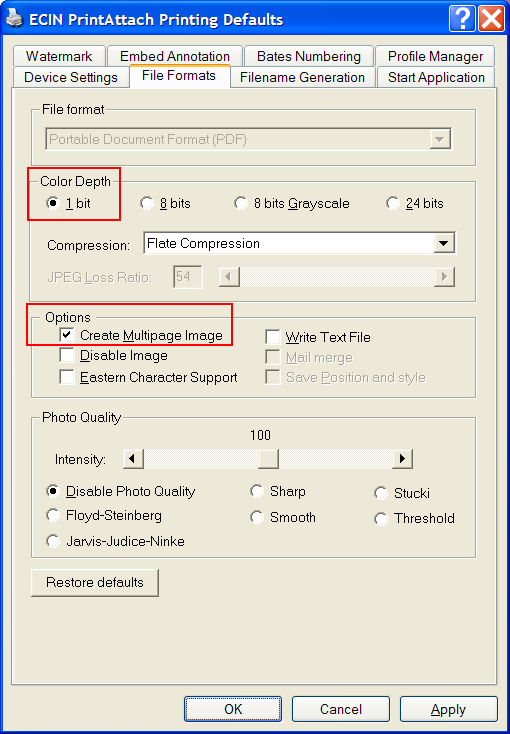 ECIN PrintAttach Printing Defaults
Watermark Embed Annotation Bates Numbering Profile Manager
Device Settings File Formats Filename Generation Start Application
File format
Portable Document Format (PDF)
Color Depth
1 bit 8 bits 8 bits Grayscale 24 bits
Compression: Flate Compression
JPEG Loss Ratio: 54
Options
Create Multipage Image Write Text File
Disable Image Mail merge
Eastern Character Support Save Position and style
Photo Quality
100
Intensity:
Disable Photo Quality Sharp Stucki
Floyd-Steinberg Smooth Threshold
Jarvis-Judice-Ninke
Restore defaults
OK Cancel Apply